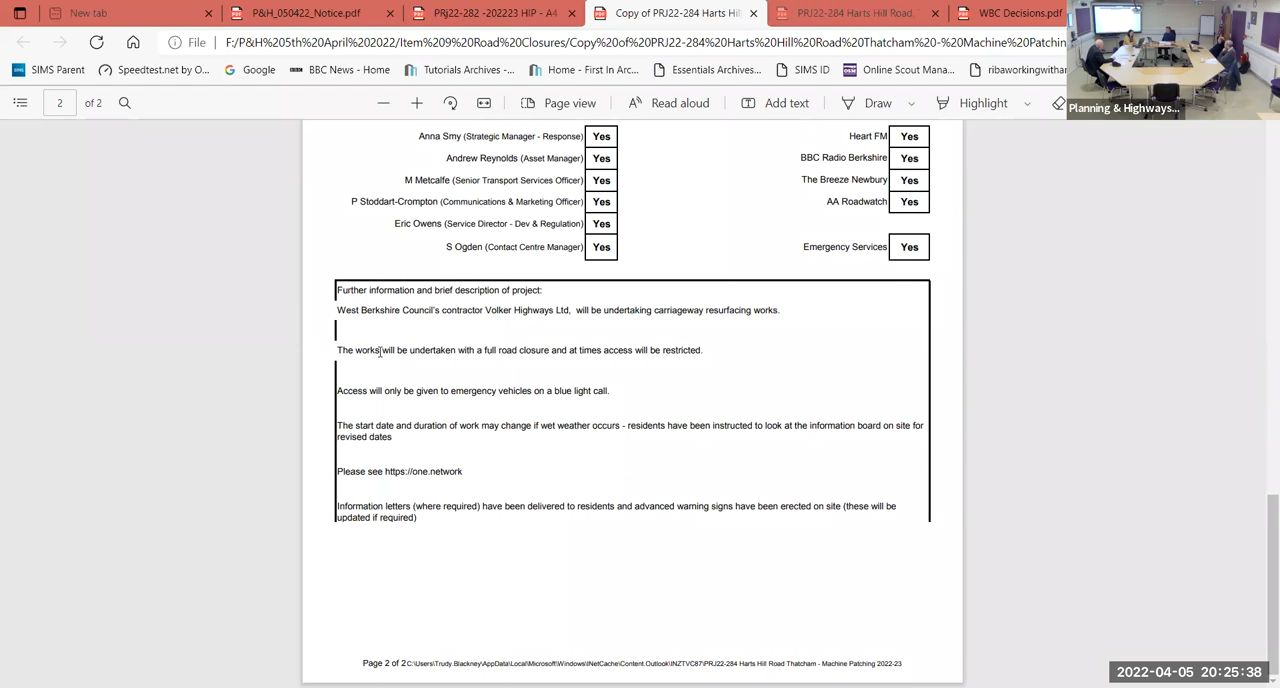 New tab
P&H_050422_Notice.pdf
PRj22-282 -202223 HIP - A4
Copy of PRJ22-284 Harts Hil
PRJ22-284 Harts Hill Road.
WBC Decisions.pdf
File
F:/P&H%205th%20April%202022/Item%209%20Road%20Closures/Copy%20of%20PRJ22-284%20Harts%20Hill%20Road%20Thatcham%20-%20Machine%20Patchin
SIMS Parent
Speedtest.net by O...
Google
BBC News - Home
Tutorials Archives -...
Home - First In Arc...
Essentials Archives...
SIMS ID
Online Scout Mana...
ribaworkingwithar
2 of 2
Page view
Read aloud
Add text
Draw
Highlight
Planning & Highways...
Anna Smy (Strategic Manager - Response) Yes
Heart FM Yes
Andrew Reynolds (Asset Manager) Yes
BBC Radio Berkshire Yes
M Metcalfe (Senior Transport Services Officer) Yes
The Breeze Newbury Yes
P Stoddart-Crompton (Communications & Marketing Officer) Yes
AA Roadwatch Yes
Eric Owens (Service Director - Dev & Regulation) Yes
S Ogden (Contact Centre Manager) Yes
Emergency Services Yes
Further information and brief description of project:
West Berkshire Council's contractor Volker Highways Ltd, will be undertaking carriageway resurfacing works.
The works will be undertaken with a full road closure and at times access will be restricted.
Access will only be given to emergency vehicles on a blue light call.
The start date and duration of work may change if wet weather occurs - residents have been instructed to look at the information board on site for
revised dates
Please see https://one.network
Information letters (where required) have been delivered to residents and advanced warning signs have been erected on site (these will be
updated if required)
Page 2 of 2 C:\Users\Trudy.Blackney\AppData\Local\Microsoft\Windows\INetCache\Content.Outlook\INZTVC87\PRJ22-284 Harts Hill Road Thatcham - Machine Patching 2022-23
2022-04-05 20:25:38